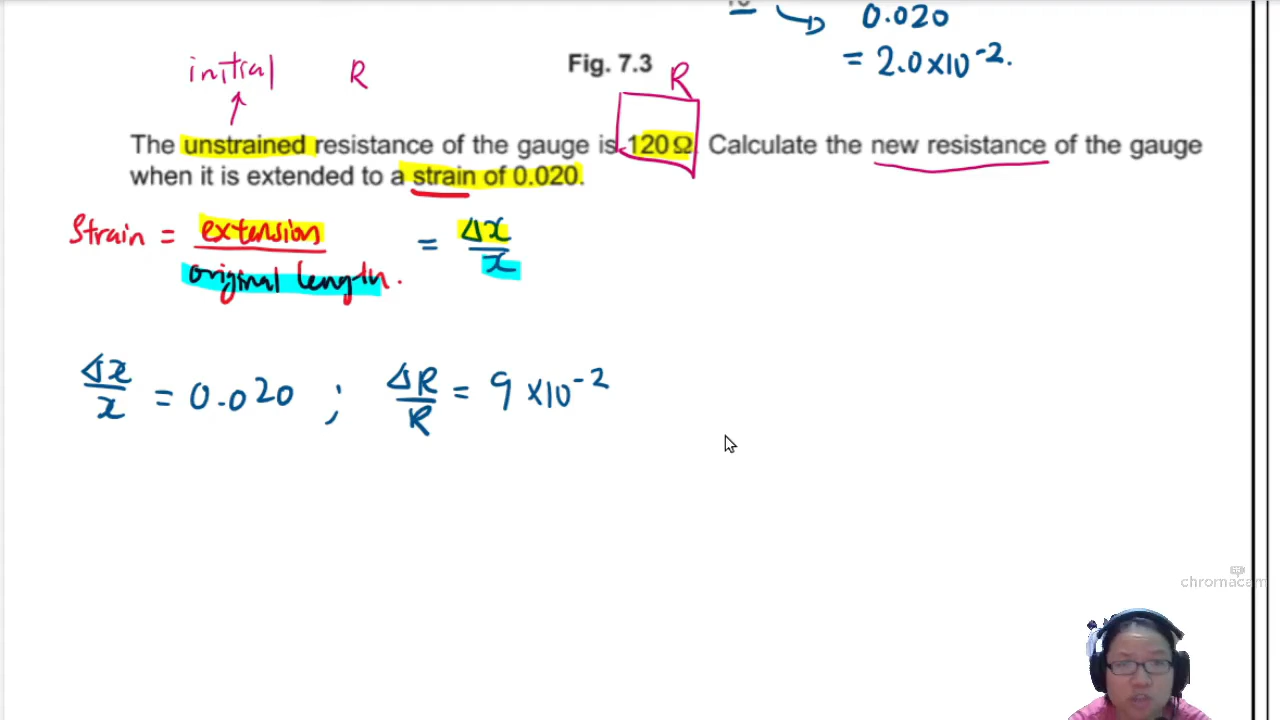 0.020
= 2.0×10⁻².
initial R
Fig. 7.3
R
The unstrained resistance of the gauge is 120 Ω. Calculate the new resistance of the gauge
when it is extended to a strain of 0.020.
Strain = extension / original length. = Δx / x
Δx / x = 0.020 ; ΔR / R = 9 ×10⁻²
chromacam